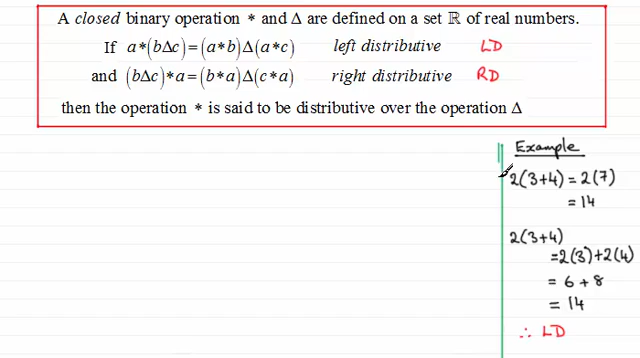 A closed binary operation * and Δ are defined on a set ℝ of real numbers.
If a*(bΔc)=(a*b)Δ(a*c) left distributive LD
and (bΔc)*a=(b*a)Δ(c*a) right distributive RD
then the operation * is said to be distributive over the operation Δ
Example
2(3+4) = 2(7)
= 14
2(3+4)
= 2(3)+2(4)
= 6 + 8
= 14
∴ LD